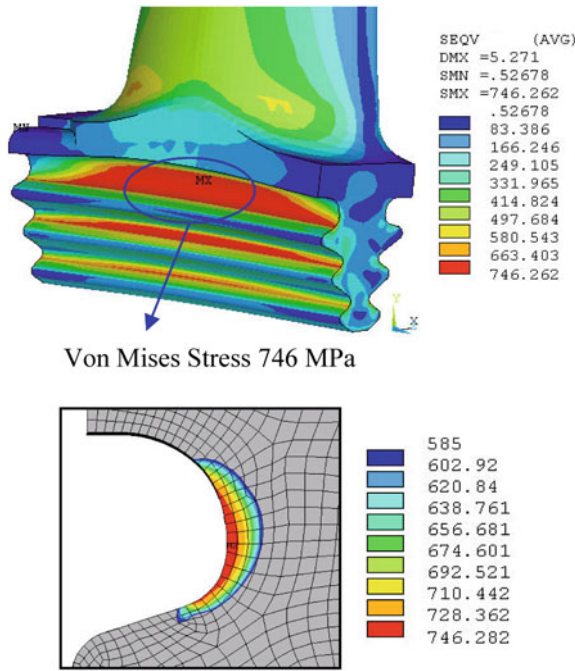 SEQV (AVG)
DMX =5.271
SMN =.52678
SMX =746.262
.52678
83.386
166.246
249.105
331.965
414.824
497.684
580.543
663.403
746.262
MN
MX
Y
X
Von Mises Stress 746 MPa
585
602.92
620.84
638.761
656.681
674.601
692.521
710.442
728.362
746.282